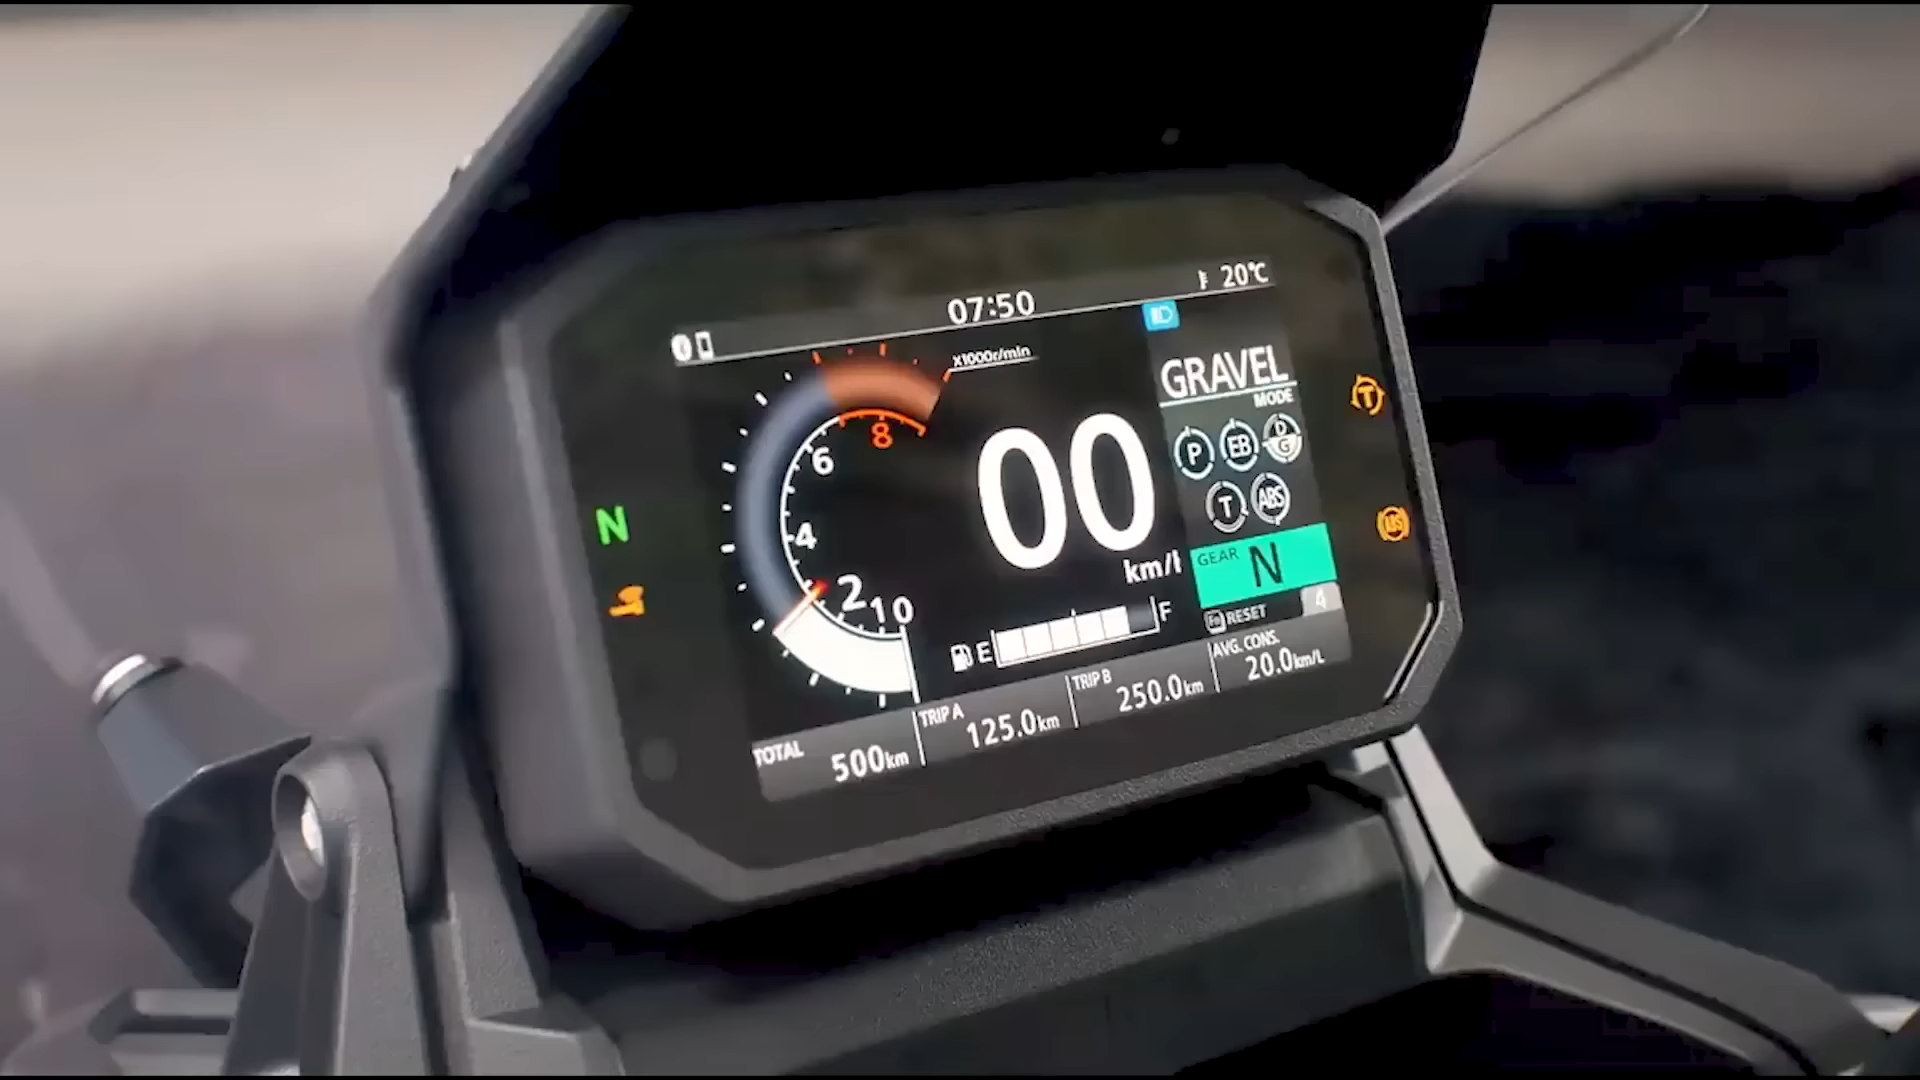 07:50
20℃
x1000r/min
GRAVEL
MODE
8
6
4
2
10
00
P
EB
D
G
T
ABS
T
ABS
N
km/
GEAR N
E
F
RESET
4
TOTAL
500km
TRIP A
125.0km
TRIP B
250.0km
AVG. CONS.
20.0km/L